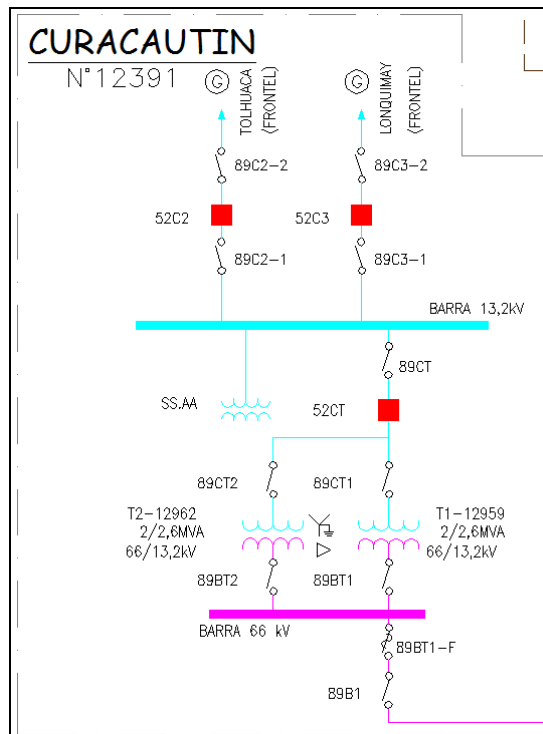 CURACAUTIN
N°12391
G
TOLHUACA
(FRONTEL)
G
LONQUIMAY
(FRONTEL)
89C2-2
89C3-2
52C2
52C3
89C2-1
89C3-1
BARRA 13,2kV
89CT
SS.AA
52CT
89CT2
89CT1
T2-12962
2/2,6MVA
66/13,2kV
T1-12959
2/2,6MVA
66/13,2kV
89BT2
89BT1
BARRA 66 kV
89BT1-F
89B1